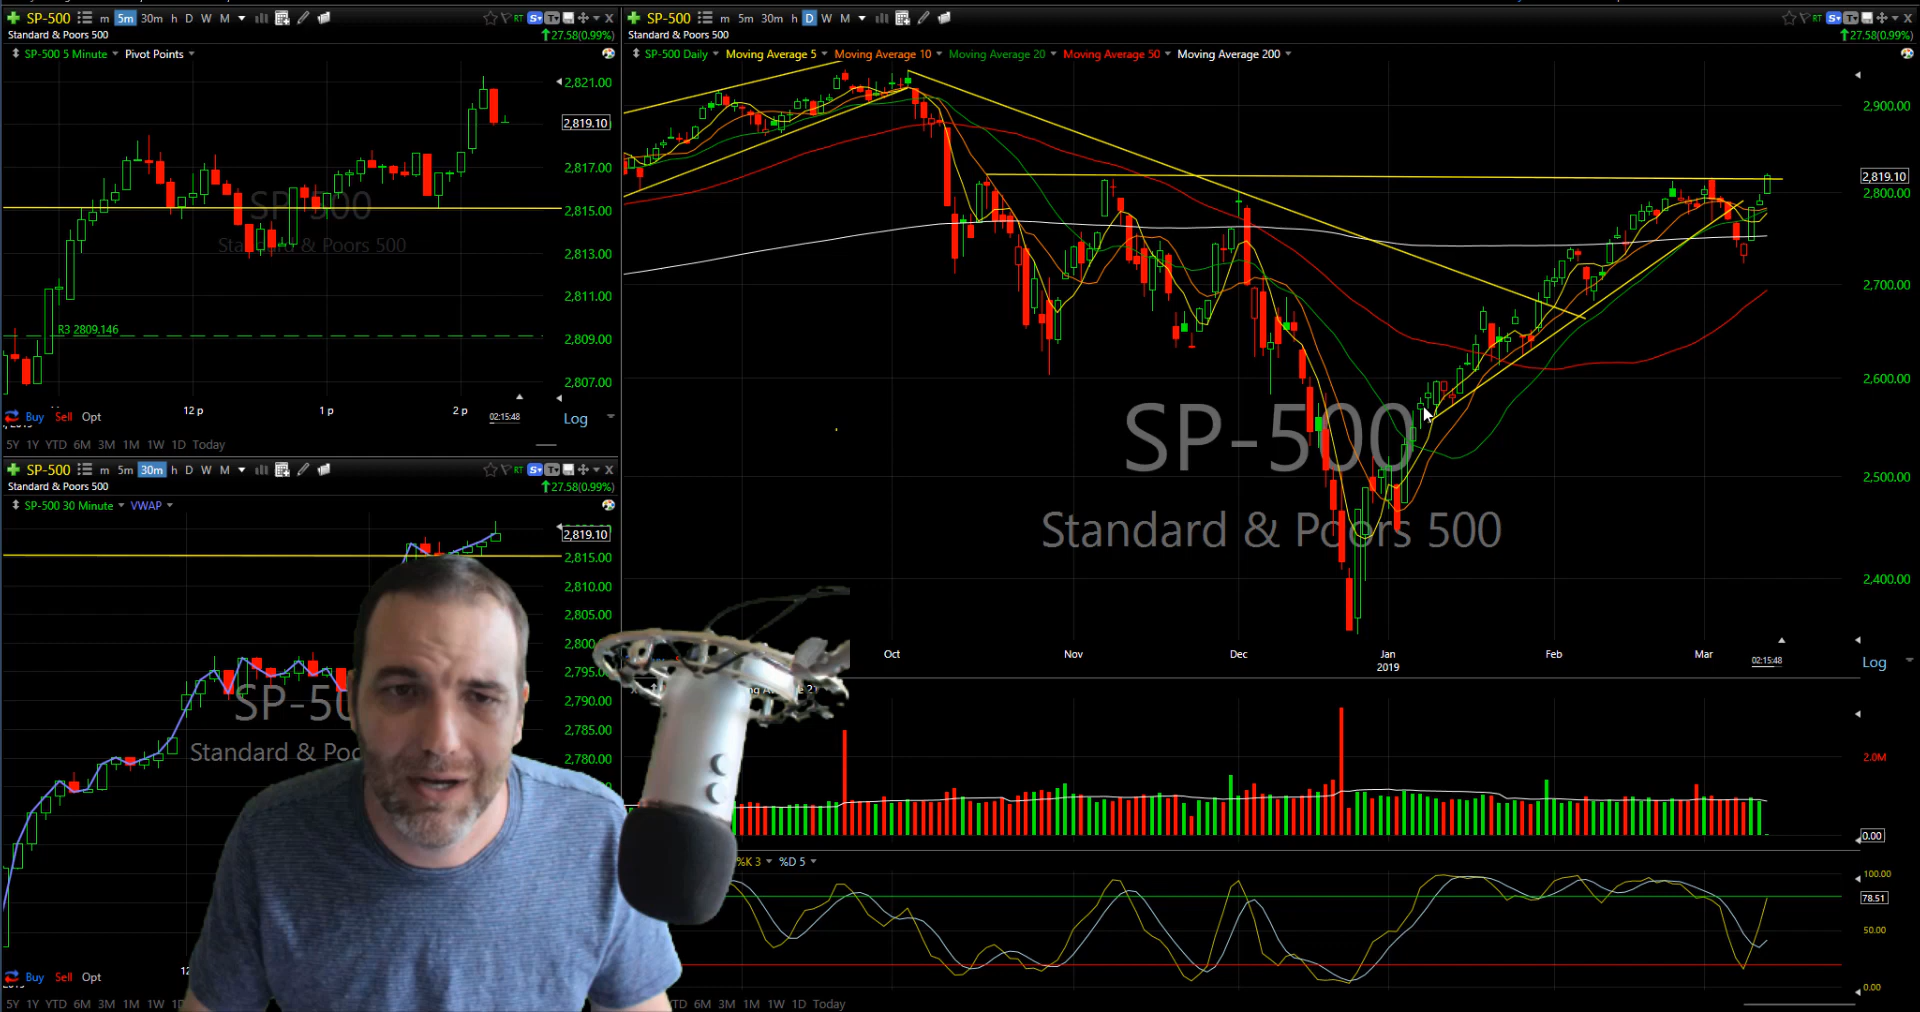 SP-500 m 5m 30m h D W M RT S T X
Standard & Poors 500
27.58(0.99%)
SP-500 5 Minute Pivot Points
2,821.00
2,819.10
2,817.00
2,815.00
2,813.00
2,811.00
2,809.00
2,807.00
SP-500
Standard & Poors 500
R3 2809.146
12 p 1 p 2 p 02:15:48
Buy Sell Opt
Log
5Y 1Y YTD 6M 3M 1M 1W 1D Today
SP-500 m 5m 30m h D W M RT S T X
Standard & Poors 500
27.58(0.99%)
SP-500 30 Minute VWAP
2,819.10
2,815.00
2,810.00
2,805.00
2,800
2,795
2,790.00
2,785.00
2,780.00
SP-50
Standard & Poo
12
Buy Sell Opt
5Y 1Y YTD 6M 3M 1M 1W 1D
SP-500 m 5m 30m h D W M RT S T X
Standard & Poors 500
27.58(0.99%)
SP-500 Daily Moving Average 5 Moving Average 10 Moving Average 20 Moving Average 50 Moving Average 200
2,900.00
2,819.10
2,800.00
2,700.00
2,600.00
2,500.00
2,400.00
SP-500
Standard & Poors 500
Oct Nov Dec Jan Feb Mar
2019
02:15:48
Log
2.0M
0.00
%K 3 %D 5
100.00
78.51
50.00
0.00
TD 6M 3M 1M 1W 1D Today